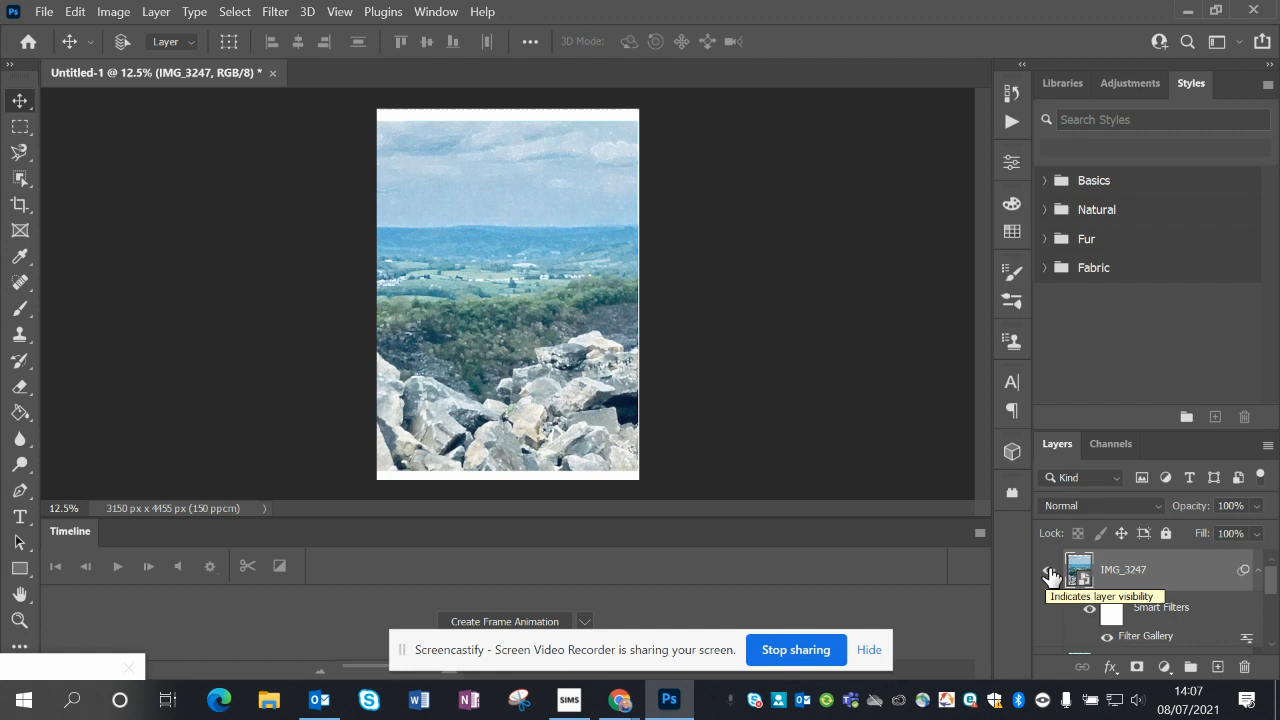 Ps File Edit Image Layer Type Select Filter 3D View Plugins Window Help
Layer 3D Mode:
Untitled-1 @ 12.5% (IMG_3247, RGB/8) *
Libraries Adjustments Styles
Search Styles
Basics
Natural
Fur
Fabric
Layers Channels
Kind
Normal Opacity: 100%
Lock: Fill: 100%
IMG_3247
Indicates layer visibility
Smart Filters
Filter Gallery
12.5% 3150 px x 4455 px (150 ppcm)
Timeline
Create Frame Animation
Screencastify - Screen Video Recorder is sharing your screen. Stop sharing Hide
SIMS
Ps
14:07
08/07/2021